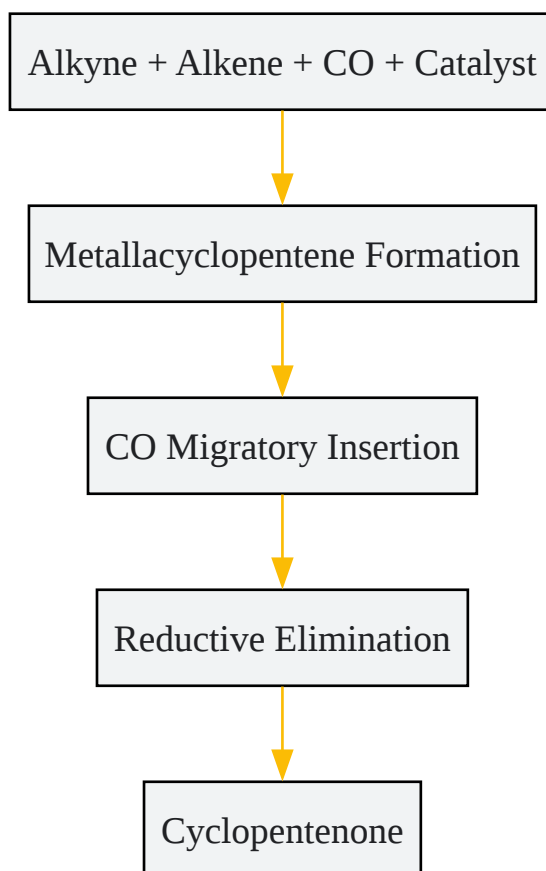 Alkyne + Alkene + CO + Catalyst
Metallacyclopentene Formation
CO Migratory Insertion
Reductive Elimination
Cyclopentenone